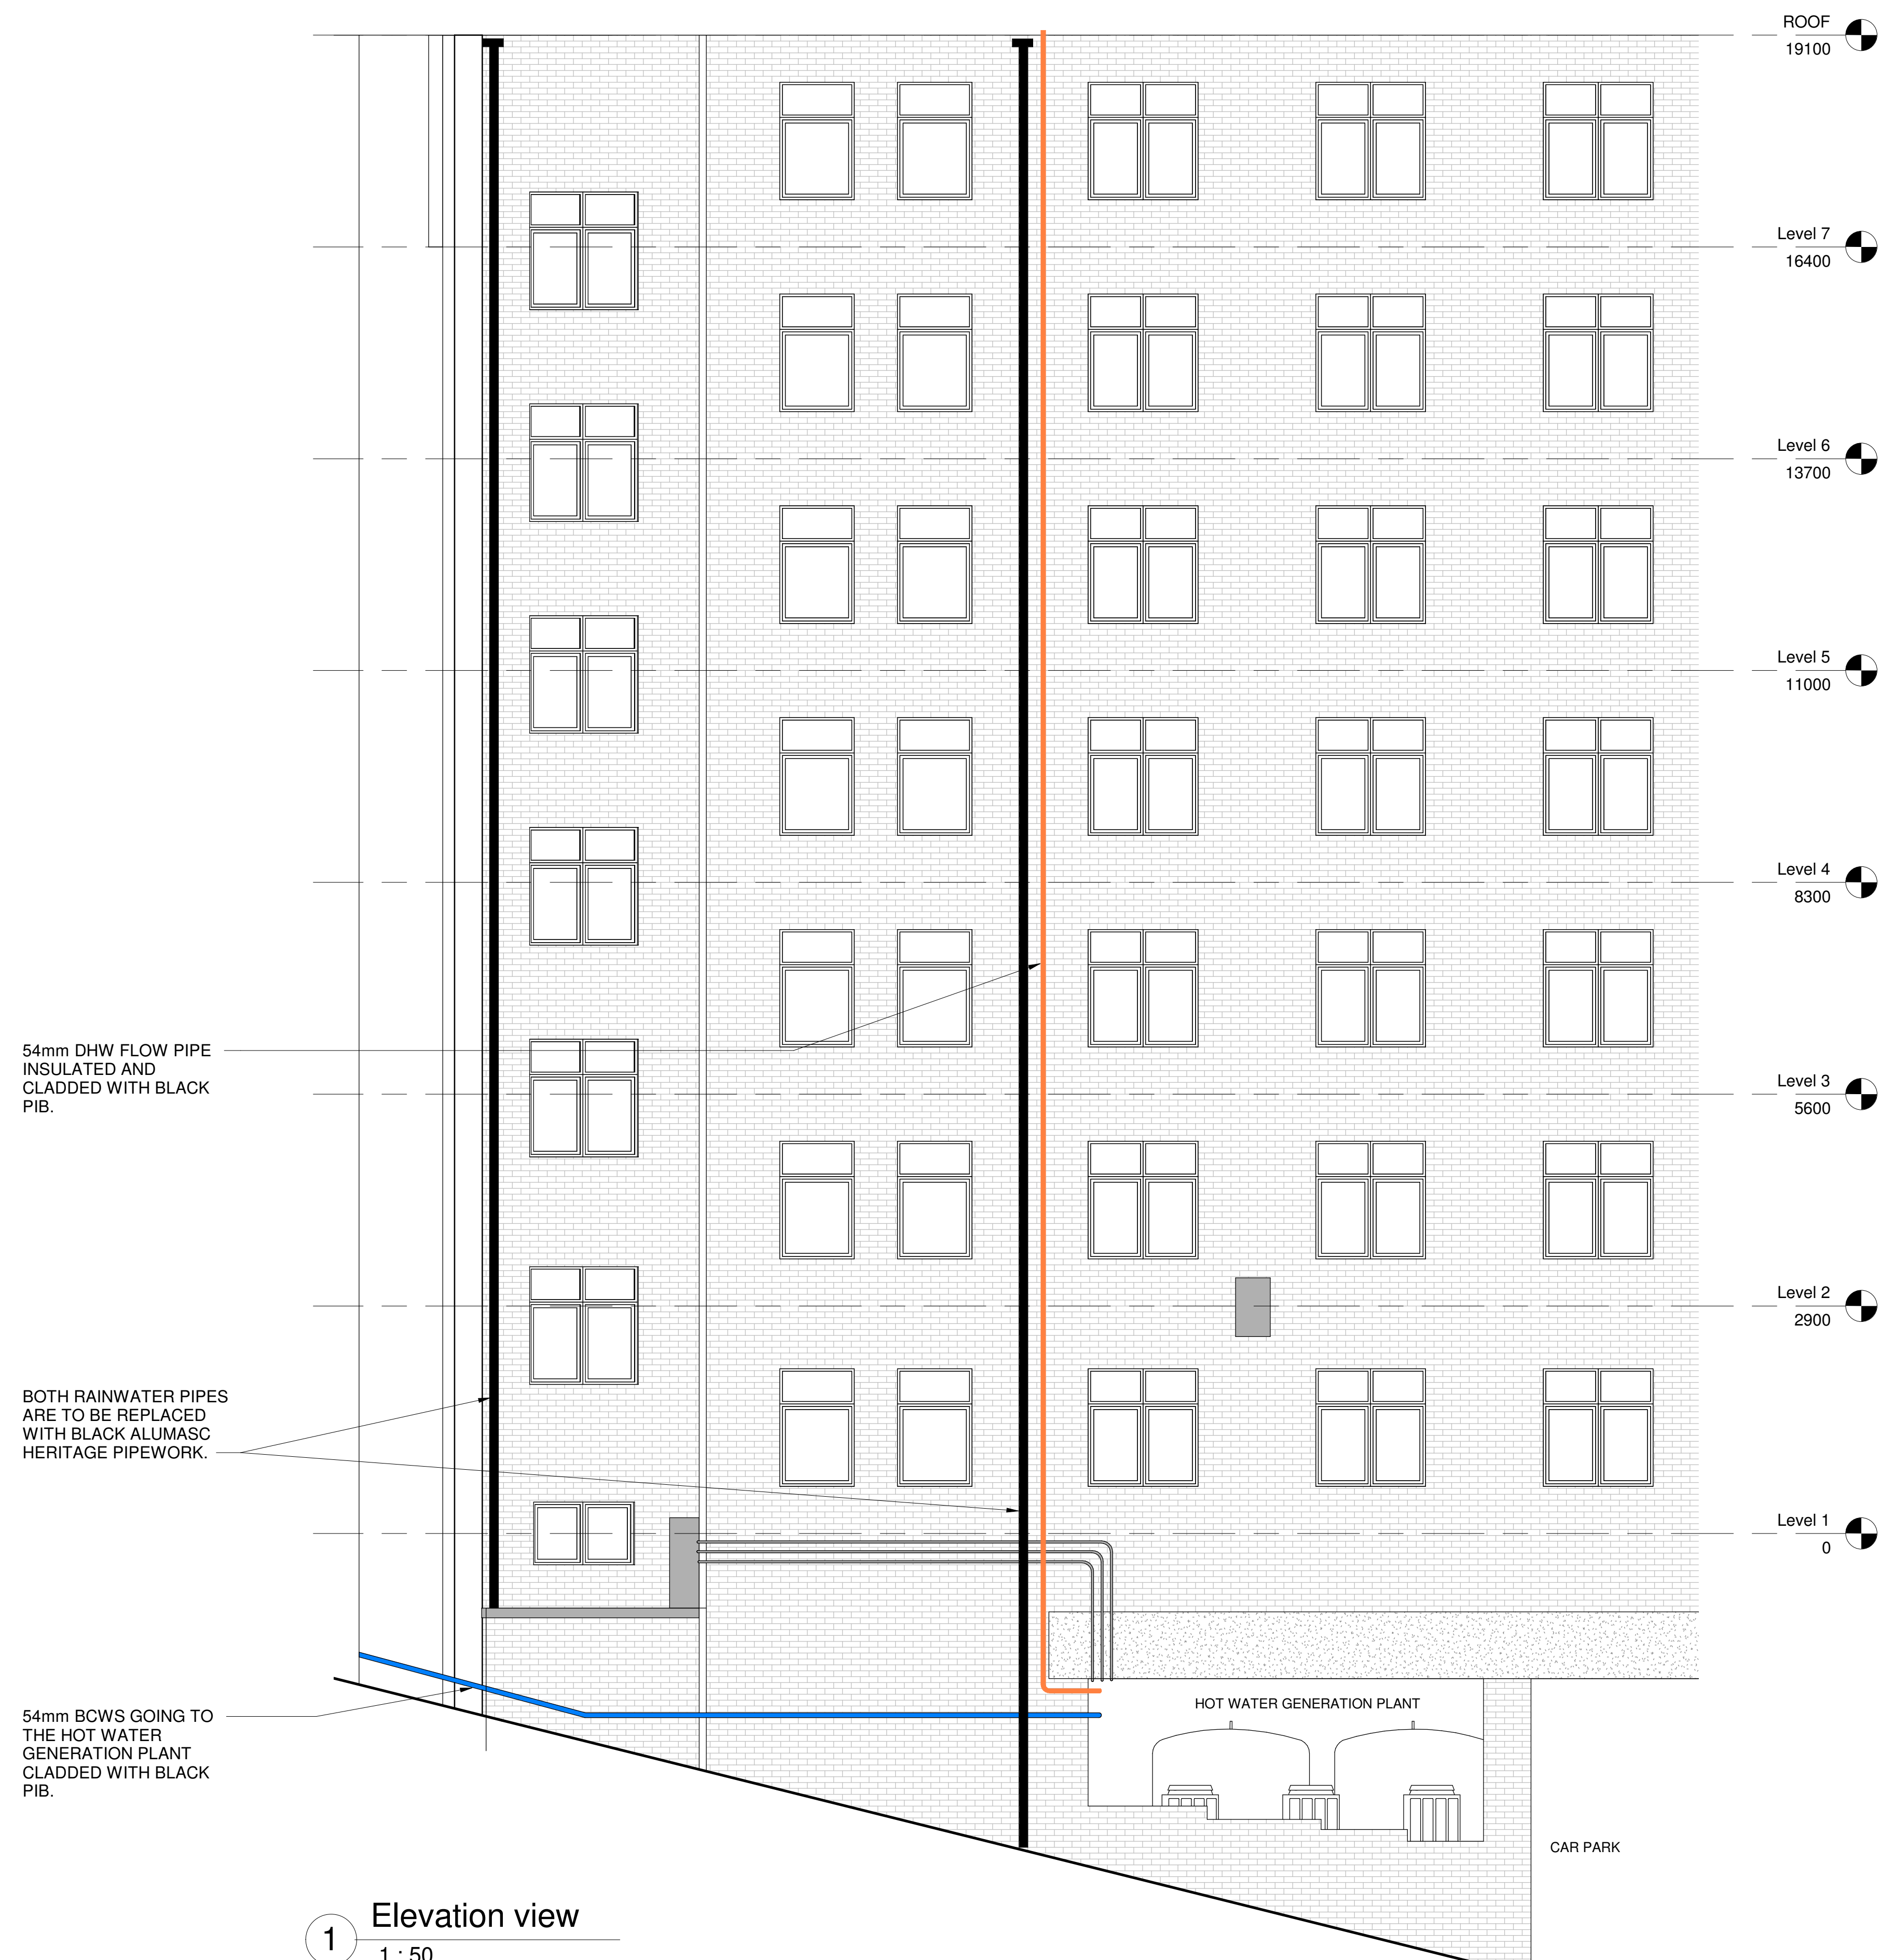 ROOF
19100
Level 7
16400
Level 6
13700
Level 5
11000
Level 4
8300
54mm DHW FLOW PIPE
INSULATED AND
CLADDED WITH BLACK
PIB.
Level 3
5600
Level 2
2900
BOTH RAINWATER PIPES
ARE TO BE REPLACED
WITH BLACK ALUMASC
HERITAGE PIPEWORK.
Level 1
0
HOT WATER GENERATION PLANT
54mm BCWS GOING TO
THE HOT WATER
GENERATION PLANT
CLADDED WITH BLACK
PIB.
CAR PARK
1
Elevation view
1 : 50